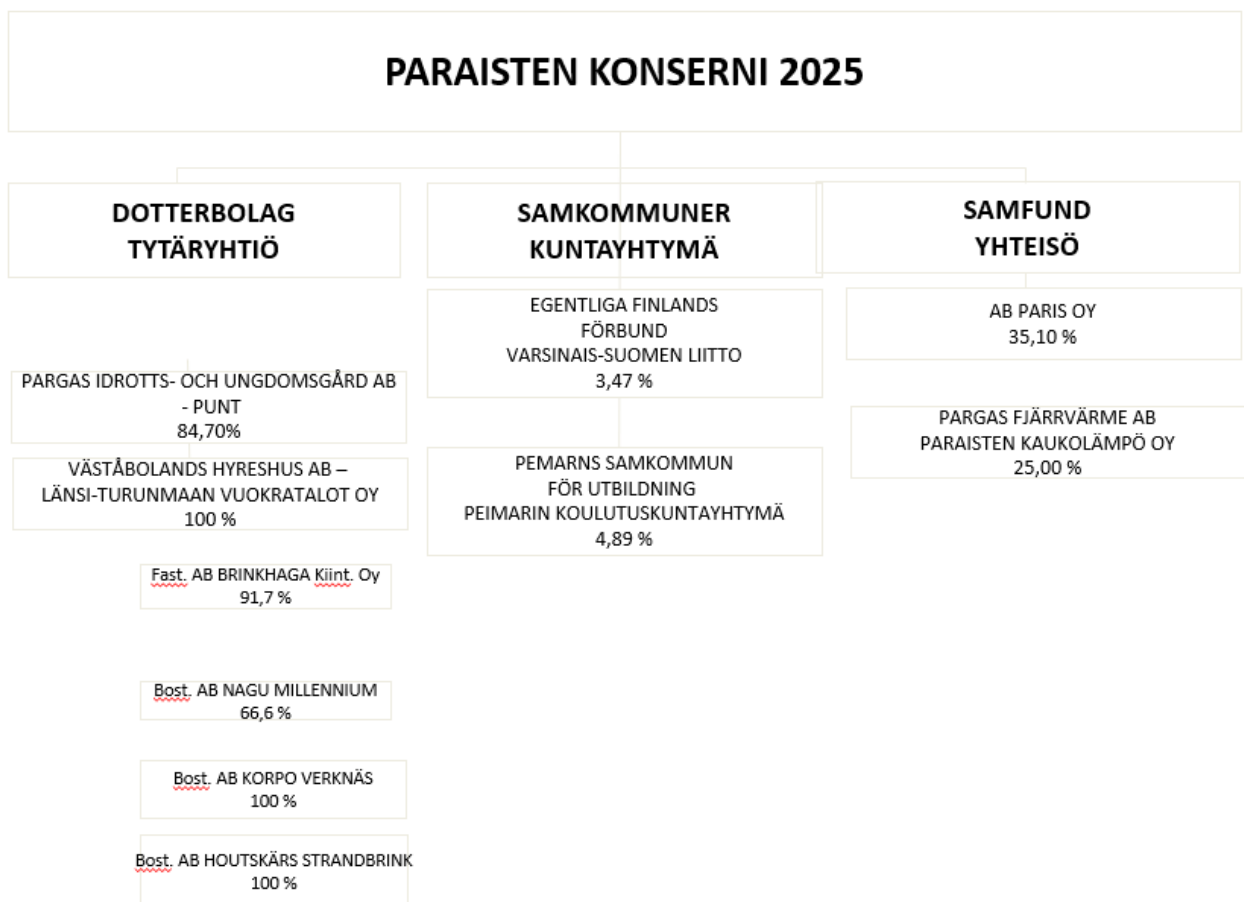 PARAISTEN KONSERNI 2025
DOTTERBOLAG
TYTÄRYHTIÖ
PARGAS IDROTTS- OCH UNGDOMSGÅRD AB
- PUNT
84,70%
VÄSTÅBOLANDS HYRESHUS AB –
LÄNSI-TURUNMAAN VUOKRATALOT OY
100 %
Fast. AB BRINKHAGA Kiint. Oy
91,7 %
Bost. AB NAGU MILLENNIUM
66,6 %
Bost. AB KORPO VERKNÄS
100 %
Bost. AB HOUTSKÄRS STRANDBRINK
100 %
SAMKOMMUNER
KUNTAYHTYMÄ
EGENTLIGA FINLANDS
FÖRBUND
VARSINAIS-SUOMEN LIITTO
3,47 %
PEMARNS SAMKOMMUN
FÖR UTBILDNING
PEIMARIN KOULUTUSKUNTAYHTYMÄ
4,89 %
SAMFUND
YHTEISÖ
AB PARIS OY
35,10 %
PARGAS FJÄRRVÄRME AB
PARAISTEN KAUKOLÄMPÖ OY
25,00 %